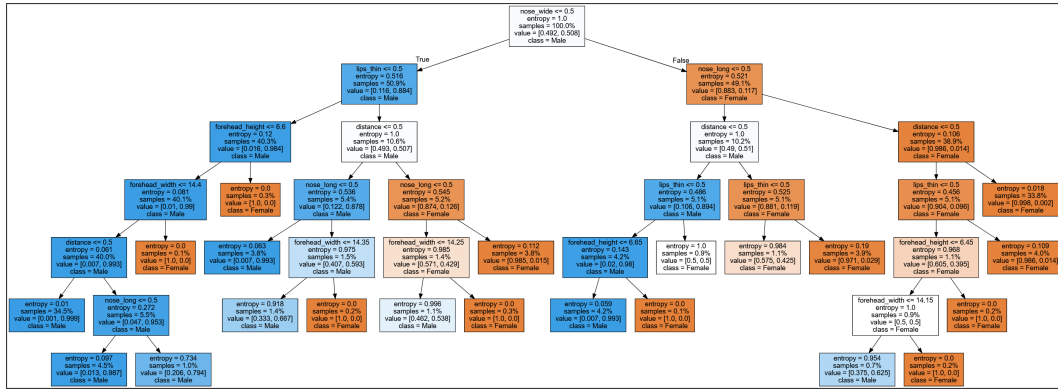 nose_wide <= 0.5
entropy = 1.0
samples = 100.0%
value = [0.492, 0.508]
class = Male
True
False
lips_thin <= 0.5
entropy = 0.516
samples = 50.9%
value = [0.116, 0.884]
class = Male
nose_long <= 0.5
entropy = 0.521
samples = 49.1%
value = [0.883, 0.117]
class = Female
forehead_height <= 6.6
entropy = 0.12
samples = 40.3%
value = [0.016, 0.984]
class = Male
distance <= 0.5
entropy = 1.0
samples = 10.6%
value = [0.493, 0.507]
class = Male
distance <= 0.5
entropy = 1.0
samples = 10.2%
value = [0.49, 0.51]
class = Male
distance <= 0.5
entropy = 0.106
samples = 38.9%
value = [0.986, 0.014]
class = Female
forehead_width <= 14.4
entropy = 0.081
samples = 40.1%
value = [0.01, 0.99]
class = Male
entropy = 0.0
samples = 0.3%
value = [1.0, 0.0]
class = Female
nose_long <= 0.5
entropy = 0.536
samples = 5.4%
value = [0.122, 0.878]
class = Male
nose_long <= 0.5
entropy = 0.545
samples = 5.2%
value = [0.874, 0.126]
class = Female
lips_thin <= 0.5
entropy = 0.486
samples = 5.1%
value = [0.106, 0.894]
class = Male
lips_thin <= 0.5
entropy = 0.525
samples = 5.1%
value = [0.881, 0.119]
class = Female
lips_thin <= 0.5
entropy = 0.456
samples = 5.1%
value = [0.904, 0.096]
class = Female
entropy = 0.018
samples = 33.8%
value = [0.998, 0.002]
class = Female
distance <= 0.5
entropy = 0.061
samples = 40.0%
value = [0.007, 0.993]
class = Male
entropy = 0.0
samples = 0.1%
value = [1.0, 0.0]
class = Female
entropy = 0.063
samples = 3.8%
value = [0.007, 0.993]
class = Male
forehead_width <= 14.35
entropy = 0.975
samples = 1.5%
value = [0.407, 0.593]
class = Male
forehead_width <= 14.25
entropy = 0.985
samples = 1.4%
value = [0.571, 0.429]
class = Female
entropy = 0.112
samples = 3.8%
value = [0.985, 0.015]
class = Female
forehead_height <= 6.65
entropy = 0.143
samples = 4.2%
value = [0.02, 0.98]
class = Male
entropy = 1.0
samples = 0.9%
value = [0.5, 0.5]
class = Female
entropy = 0.984
samples = 1.1%
value = [0.575, 0.425]
class = Female
entropy = 0.19
samples = 3.9%
value = [0.971, 0.029]
class = Female
forehead_height <= 6.45
entropy = 0.968
samples = 1.1%
value = [0.605, 0.395]
class = Female
entropy = 0.109
samples = 4.0%
value = [0.986, 0.014]
class = Female
entropy = 0.01
samples = 34.5%
value = [0.001, 0.999]
class = Male
nose_long <= 0.5
entropy = 0.272
samples = 5.5%
value = [0.047, 0.953]
class = Male
entropy = 0.918
samples = 1.4%
value = [0.333, 0.667]
class = Male
entropy = 0.0
samples = 0.2%
value = [1.0, 0.0]
class = Female
entropy = 0.996
samples = 1.1%
value = [0.462, 0.538]
class = Male
entropy = 0.0
samples = 0.3%
value = [1.0, 0.0]
class = Female
entropy = 0.059
samples = 4.2%
value = [0.007, 0.993]
class = Male
entropy = 0.0
samples = 0.1%
value = [1.0, 0.0]
class = Female
forehead_width <= 14.15
entropy = 1.0
samples = 0.9%
value = [0.5, 0.5]
class = Female
entropy = 0.0
samples = 0.2%
value = [1.0, 0.0]
class = Female
entropy = 0.097
samples = 4.5%
value = [0.013, 0.987]
class = Male
entropy = 0.734
samples = 1.0%
value = [0.206, 0.794]
class = Male
entropy = 0.954
samples = 0.7%
value = [0.375, 0.625]
class = Male
entropy = 0.0
samples = 0.2%
value = [1.0, 0.0]
class = Female